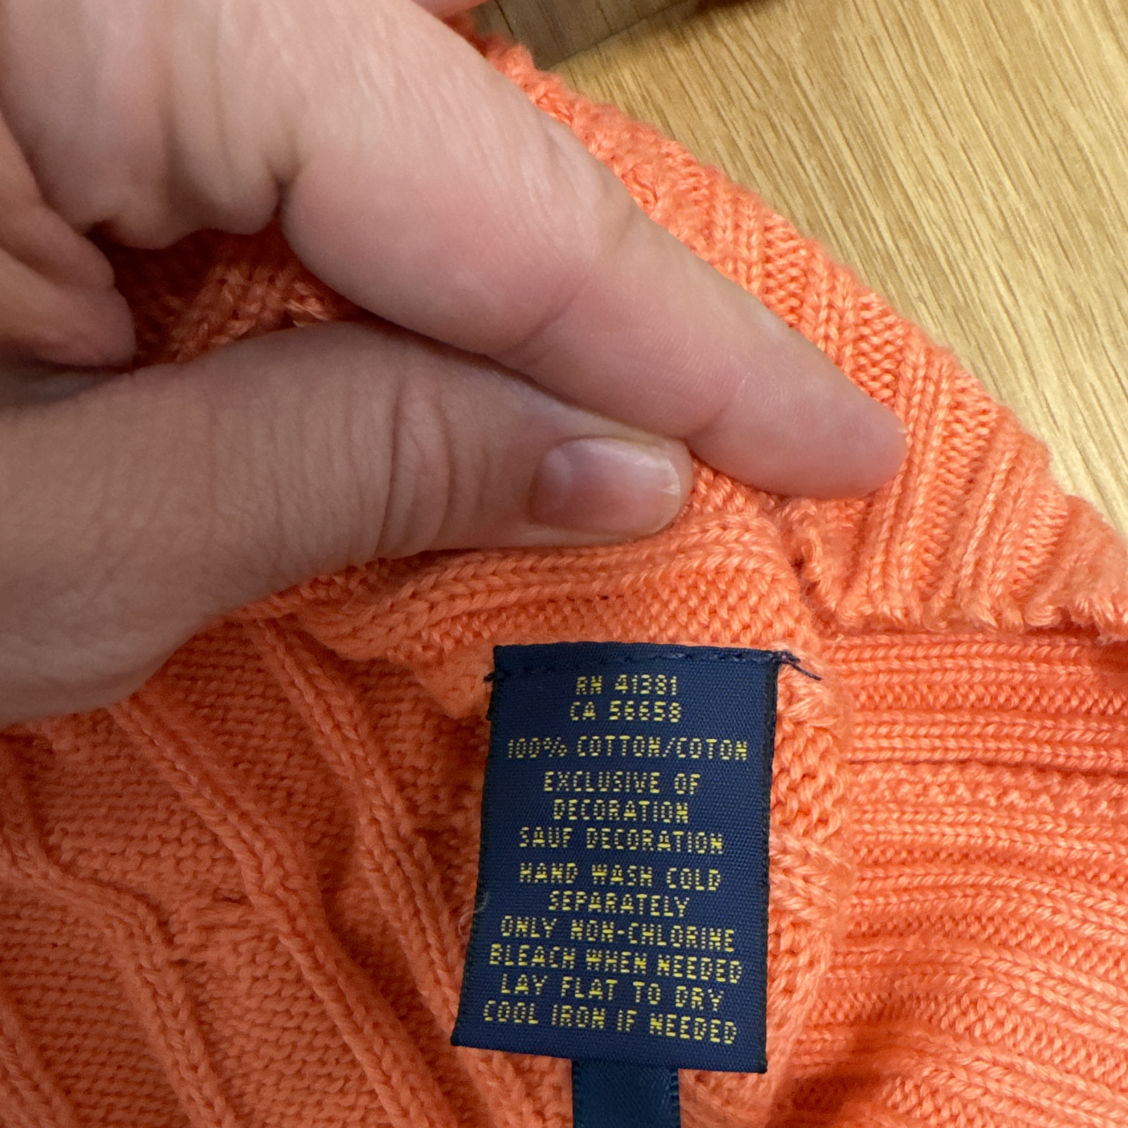 RN 41381
CA 56658
100% COTTON/COTON
EXCLUSIVE OF
DECORATION
SAUF DECORATION
HAND WASH COLD
SEPARATELY
ONLY NON-CHLORINE
BLEACH WHEN NEEDED
LAY FLAT TO DRY
COOL IRON IF NEEDED